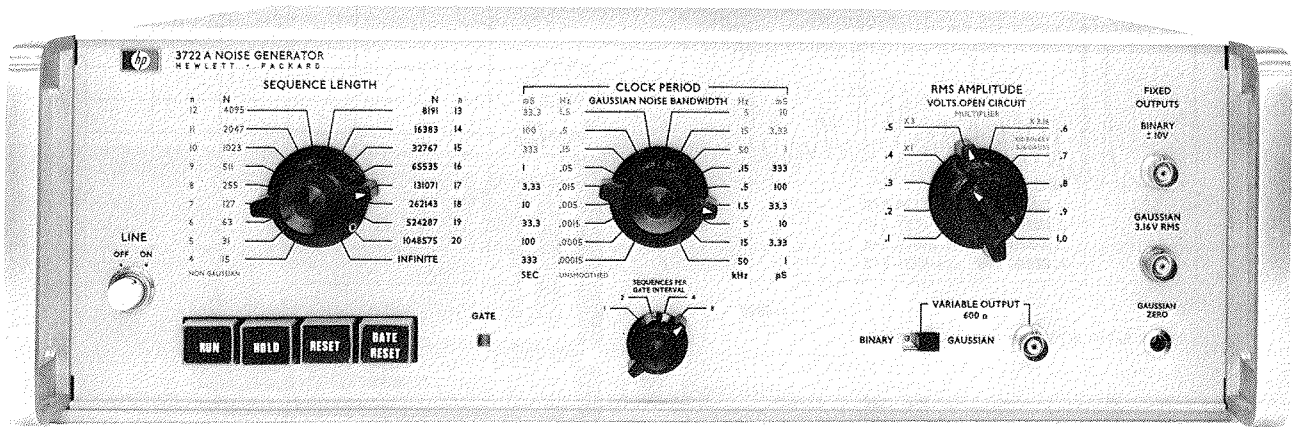 hp
3722 A NOISE GENERATOR
HEWLETT · PACKARD
SEQUENCE LENGTH
n N N n
12 4095 8191 13
11 2047 16383 14
10 1023 32767 15
9 511 65535 16
8 255 131071 17
7 127 262143 18
6 63 524287 19
5 31 1048575 20
4 15 INFINITE
NON GAUSSIAN
LINE
OFF ON
RUN
HOLD
RESET
GATE RESET
GATE
CLOCK PERIOD
mS Hz GAUSSIAN NOISE BANDWIDTH Hz mS
33.3 1.5 5 10
100 .5 15 3.33
333 .15 50 1
1 .05 .15 333
3.33 .015 .5 100
10 .005 1.5 33.3
33.3 .0015 5 10
100 .0005 15 3.33
333 .00015 50 1
SEC UNSMOOTHED kHz µS
SEQUENCES PER
GATE INTERVAL
2 4
1 8
RMS AMPLITUDE
VOLTS.OPEN CIRCUIT
MULTIPLIER
X3 X 3.16
.5 .6
X1
.4 .7
.3 .8
.2 .9
.1 1.0
VARIABLE OUTPUT
600 Ω
BINARY GAUSSIAN
FIXED
OUTPUTS
BINARY
± 10V
GAUSSIAN
3.16V RMS
GAUSSIAN
ZERO